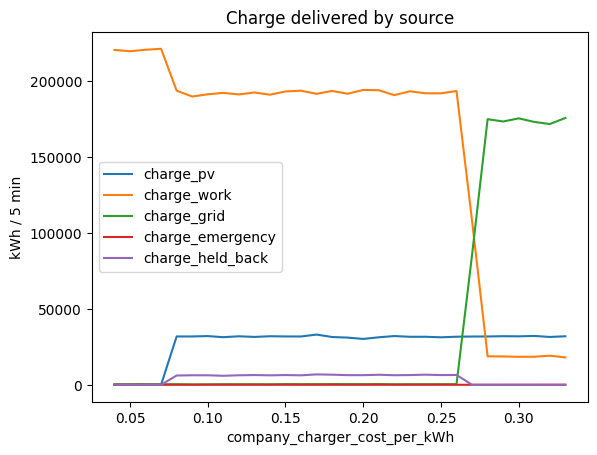 Charge delivered by source
kWh / 5 min
200000
150000
100000
50000
0
charge_pv
charge_work
charge_grid
charge_emergency
charge_held_back
0.05 0.10 0.15 0.20 0.25 0.30
company_charger_cost_per_kWh